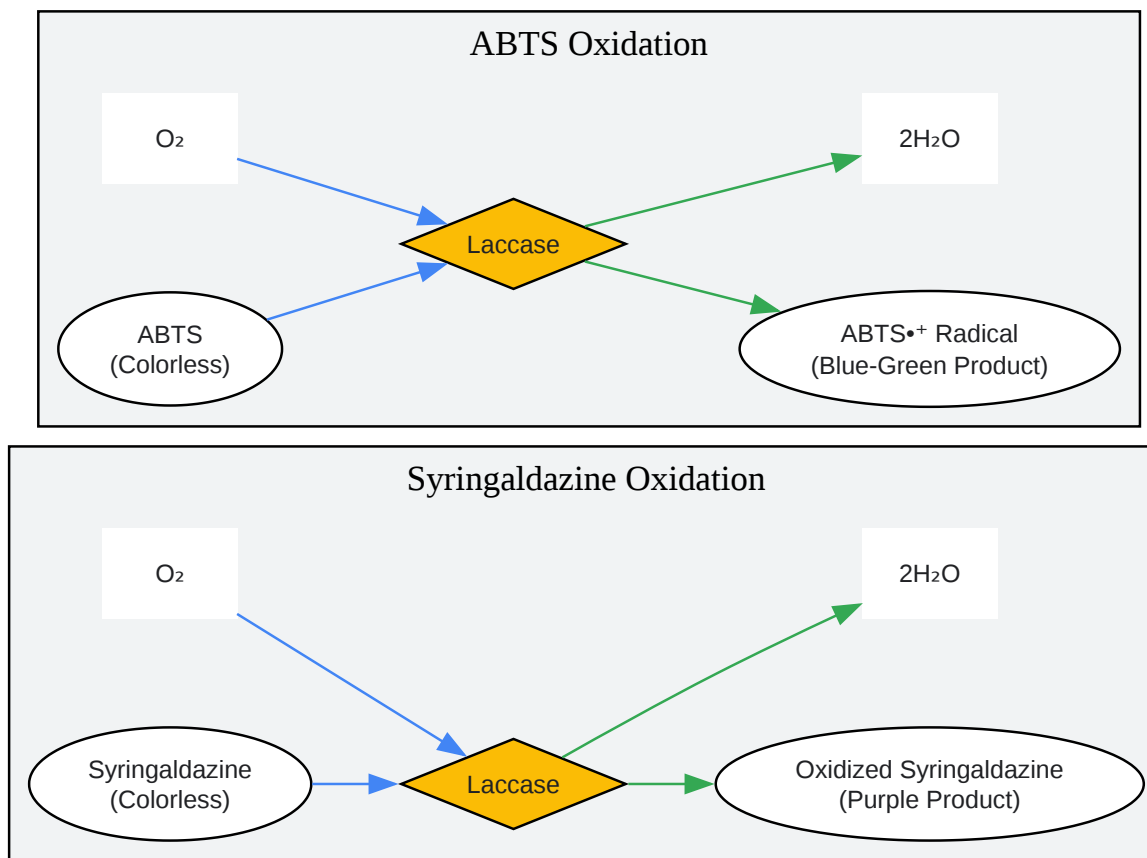 ABTS Oxidation
O₂
2H₂O
Laccase
ABTS
(Colorless)
ABTS•⁺ Radical
(Blue-Green Product)
Syringaldazine Oxidation
O₂
2H₂O
Syringaldazine
(Colorless)
Laccase
Oxidized Syringaldazine
(Purple Product)